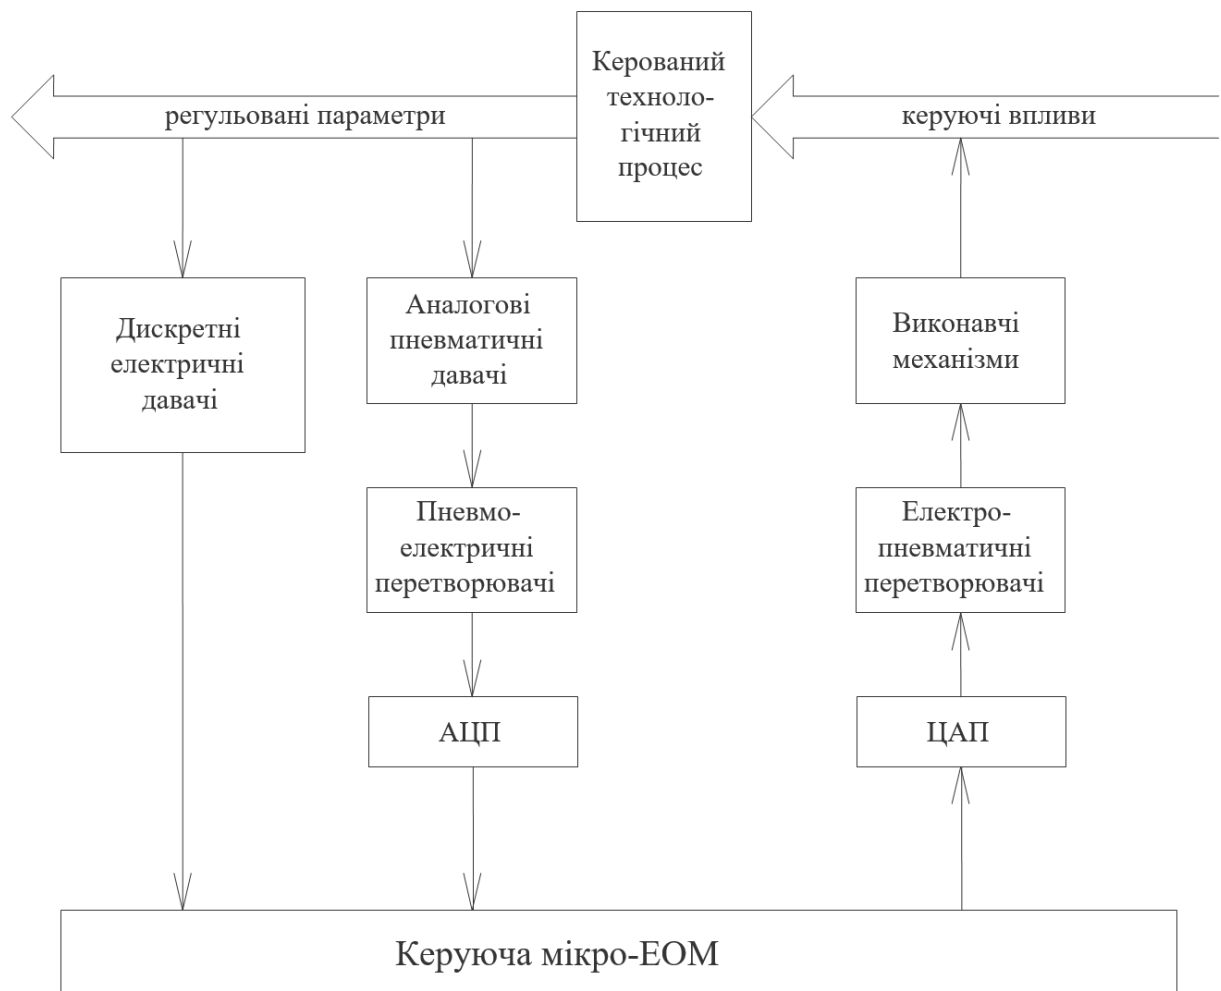 Керований
техноло-
гічний
процес
регульовані параметри
керуючі впливи
Дискретні
електричні
давачі
Аналогові
пневматичні
давачі
Виконавчі
механізми
Пневмо-
електричні
перетворювачі
Електро-
пневматичні
перетворювачі
АЦП
ЦАП
Керуюча мікро-ЕОМ